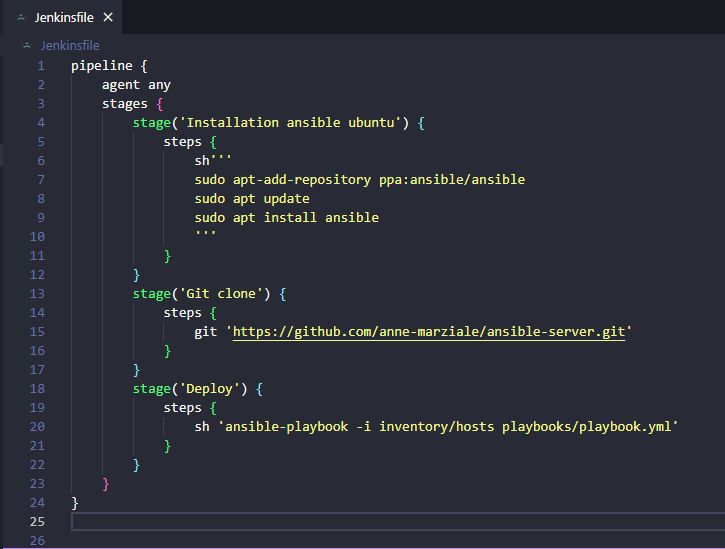 Jenkinsfile ×
Jenkinsfile
1 pipeline {
2     agent any
3     stages {
4         stage('Installation ansible ubuntu') {
5             steps {
6                 sh'''
7                 sudo apt-add-repository ppa:ansible/ansible
8                 sudo apt update
9                 sudo apt install ansible
10                 '''
11             }
12         }
13         stage('Git clone') {
14             steps {
15                 git 'https://github.com/anne-marziale/ansible-server.git'
16             }
17         }
18         stage('Deploy') {
19             steps {
20                 sh 'ansible-playbook -i inventory/hosts playbooks/playbook.yml'
21             }
22         }
23     }
24 }
25
26